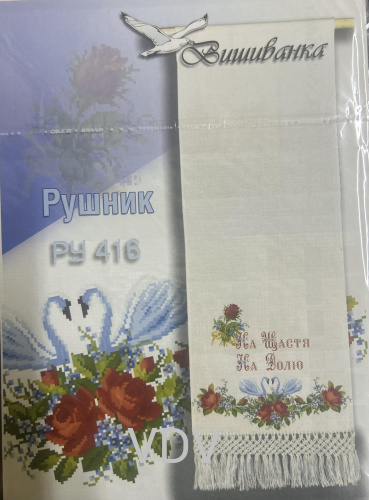 Вишиванка
Рушник
РУ 416
На Щастя
На Долю
VDV